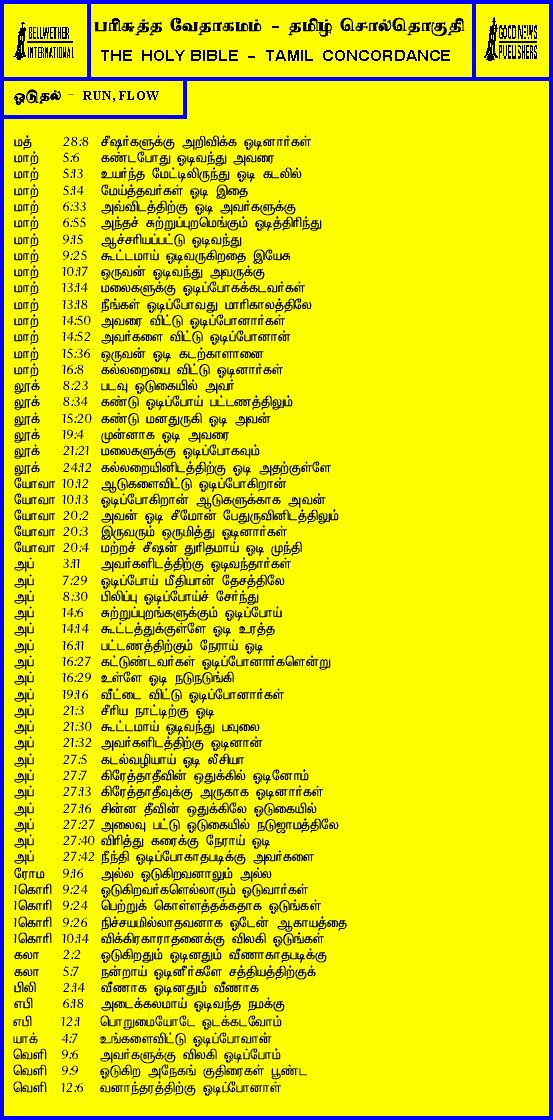 BELLWETHER
INTERNATIONAL
பரிசுத்த வேதாகமம் - தமிழ் சொல்தொகுதி
THE HOLY BIBLE - TAMIL CONCORDANCE
GOOD NEWS
PUBLISHERS
ஓடுதல் - RUN, FLOW
மத் 28:8 சீஷர்களுக்கு அறிவிக்க ஓடினார்கள்
மாற் 5:6 கண்டபோது ஓடிவந்து அவரை
மாற் 5:13 உயர்ந்த மேட்டிலிருந்து ஓடி கடலில்
மாற் 5:14 மேய்த்தவர்கள் ஓடி இதை
மாற் 6:33 அவ்விடத்திற்கு ஓடி அவர்களுக்கு
மாற் 6:55 அந்தச் சுற்றுப்புறமெங்கும் ஓடித்திரிந்து
மாற் 9:15 ஆச்சரியப்பட்டு ஓடிவந்து
மாற் 9:25 கூட்டமாய் ஓடிவருகிறதை இயேசு
மாற் 10:17 ஒருவன் ஓடிவந்து அவருக்கு
மாற் 13:14 மலைகளுக்கு ஓடிப்போகக்கடவர்கள்
மாற் 13:18 நீங்கள் ஓடிப்போவது மாரிகாலத்திலே
மாற் 14:50 அவரை விட்டு ஓடிப்போனார்கள்
மாற் 14:52 அவர்களை விட்டு ஓடிப்போனான்
மாற் 15:36 ஒருவன் ஓடி கடற்காளானை
மாற் 16:8 கல்லறையை விட்டு ஓடினார்கள்
லூக் 8:23 படவு ஓடுகையில் அவர்
லூக் 8:34 கண்டு ஓடிப்போய் பட்டணத்திலும்
லூக் 15:20 கண்டு மனதுருகி ஓடி அவன்
லூக் 19:4 முன்னாக ஓடி அவரை
லூக் 21:21 மலைகளுக்கு ஓடிப்போகவும்
லூக் 24:12 கல்லறையினிடத்திற்கு ஓடி அதற்குள்ளே
யோவா 10:12 ஆடுகளைவிட்டு ஓடிப்போகிறான்
யோவா 10:13 ஓடிப்போகிறான் ஆடுகளுக்காக அவன்
யோவா 20:2 அவன் ஓடி சீமோன் பேதுருவினிடத்திலும்
யோவா 20:3 இருவரும் ஒருமித்து ஓடினார்கள்
யோவா 20:4 மற்றச் சீஷன் துரிதமாய் ஓடி முந்தி
அப் 3:11 அவர்களிடத்திற்கு ஓடிவந்தார்கள்
அப் 7:29 ஓடிப்போய் மீதியான் தேசத்திலே
அப் 8:30 பிலிப்பு ஓடிப்போய்ச் சேர்ந்து
அப் 14:6 சுற்றுப்புறங்களுக்கும் ஓடிப்போய்
அப் 14:14 கூட்டத்துக்குள்ளே ஓடி உரத்த
அப் 16:11 பட்டணத்திற்கும் நேராய் ஓடி
அப் 16:27 கட்டுண்டவர்கள் ஓடிப்போனார்களென்று
அப் 16:29 உள்ளே ஓடி நடுநடுங்கி
அப் 19:16 வீட்டை விட்டு ஓடிப்போனார்கள்
அப் 21:3 சீரிய நாட்டிற்கு ஓடி
அப் 21:30 கூட்டமாய் ஓடிவந்து பவுலை
அப் 21:32 அவர்களிடத்திற்கு ஓடினான்
அப் 27:5 கடல்வழியாய் ஓடி லீசியா
அப் 27:7 கிரேத்தாதீவின் ஒதுக்கில் ஓடினோம்
அப் 27:13 கிரேத்தாதீவுக்கு அருகாக ஓடினார்கள்
அப் 27:16 சின்ன தீவின் ஒதுக்கிலே ஓடுகையில்
அப் 27:27 அலைவு பட்டு ஓடுகையில் நடுஜாமத்திலே
அப் 27:40 விரித்து கரைக்கு நேராய் ஓடி
அப் 27:42 நீந்தி ஓடிப்போகாதபடிக்கு அவர்களை
ரோம 9:16 அல்ல ஓடுகிறவனாலும் அல்ல
1கொரி 9:24 ஓடுகிறவர்களெல்லாரும் ஓடுவார்கள்
1கொரி 9:24 பெற்றுக் கொள்ளத்தக்கதாக ஓடுங்கள்
1கொரி 9:26 நிச்சயமில்லாதவனாக ஓடேன் ஆகாயத்தை
1கொரி 10:14 விக்கிரகாராதனைக்கு விலகி ஓடுங்கள்
கலா 2:2 ஓடுகிறதும் ஓடினதும் வீணாகாதபடிக்கு
கலா 5:7 நன்றாய் ஓடினீர்களே சத்தியத்திற்குக்
பிலி 2:14 வீணாக ஓடினதும் வீணாக
எபி 6:18 அடைக்கலமாய் ஓடிவந்த நமக்கு
எபி 12:1 பொறுமையோடே ஓடக்கடவோம்
யாக் 4:7 உங்களைவிட்டு ஓடிப்போவான்
வெளி 9:6 அவர்களுக்கு விலகி ஓடிப்போம்
வெளி 9:9 ஓடுகிற அநேகங் குதிரைகள் பூண்ட
வெளி 12:6 வனாந்தரத்திற்கு ஓடிப்போனாள்